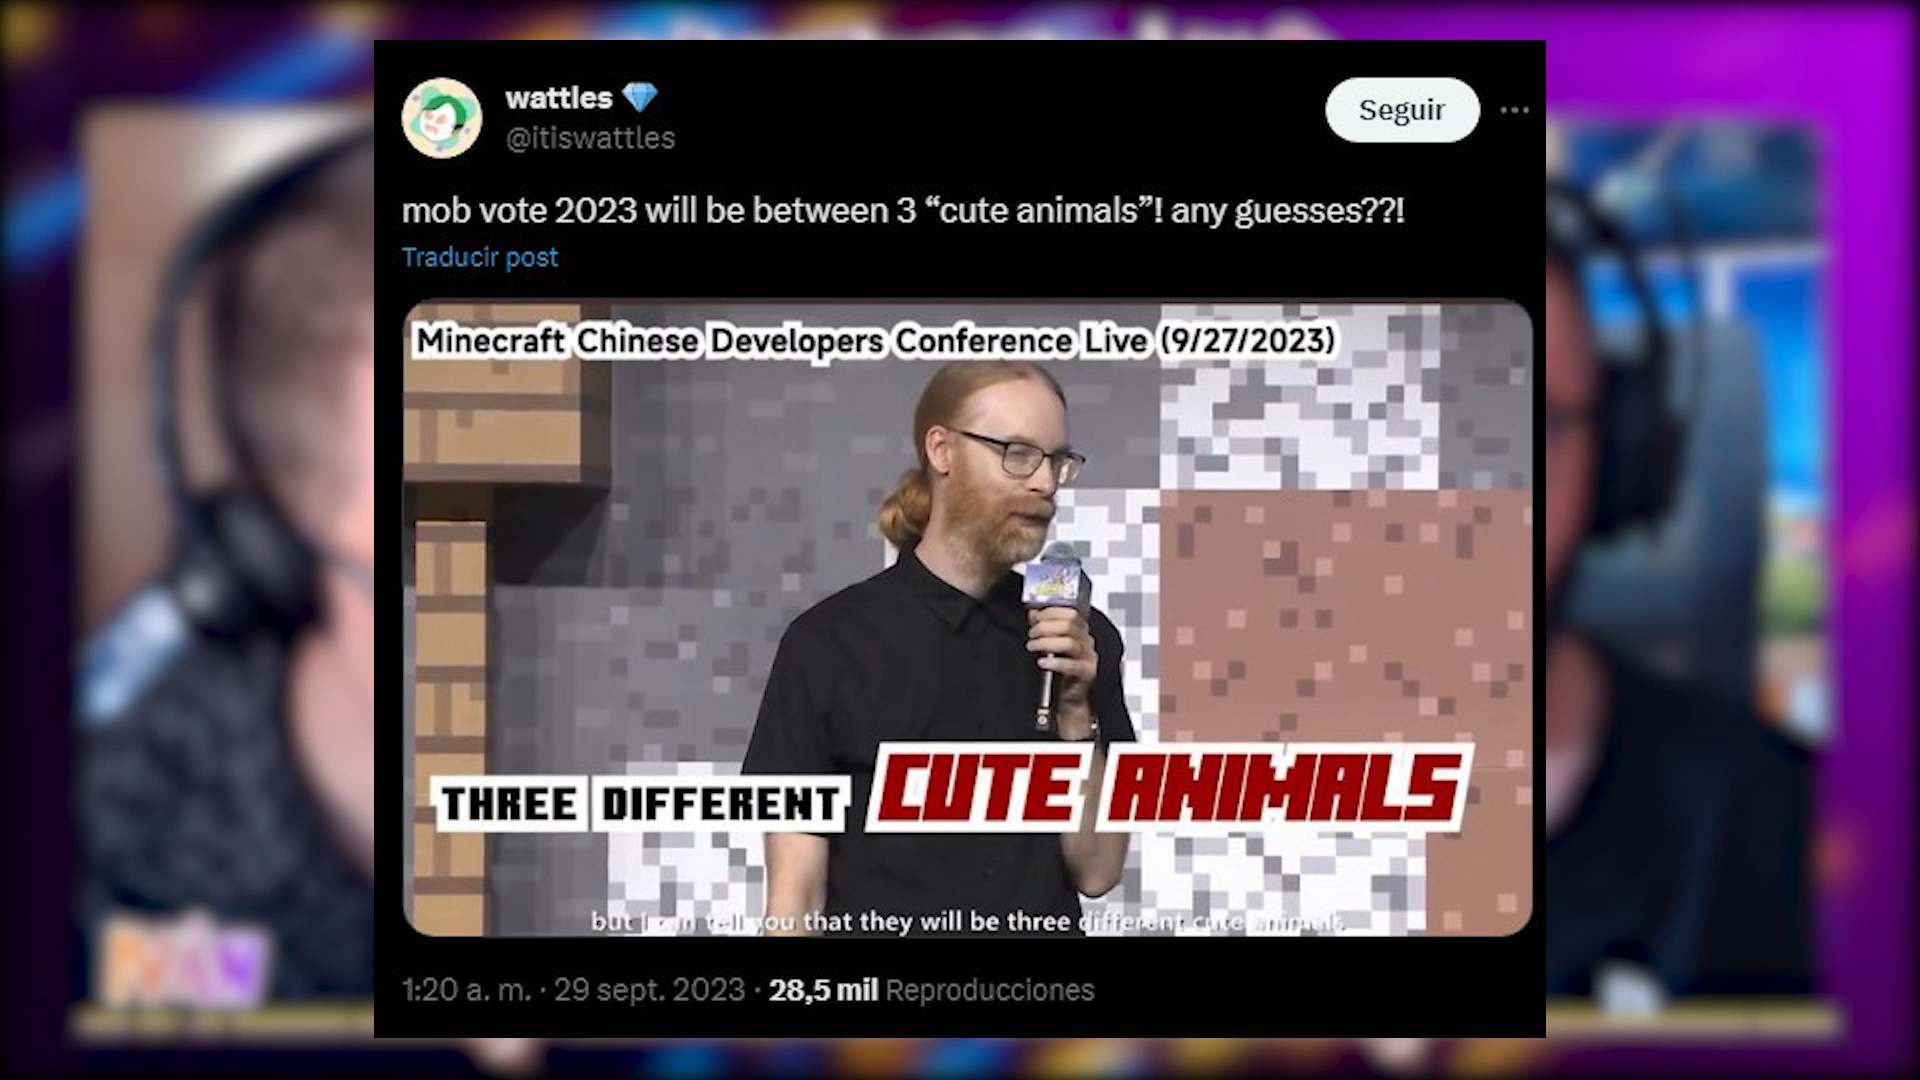 wattles
@itiswattles
Seguir
mob vote 2023 will be between 3 “cute animals”! any guesses??!
Traducir post
Minecraft Chinese Developers Conference Live (9/27/2023)
THREE DIFFERENT CUTE ANIMALS
but I can tell you that they will be three different cute animals
1:20 a. m. · 29 sept. 2023 · 28,5 mil Reproducciones